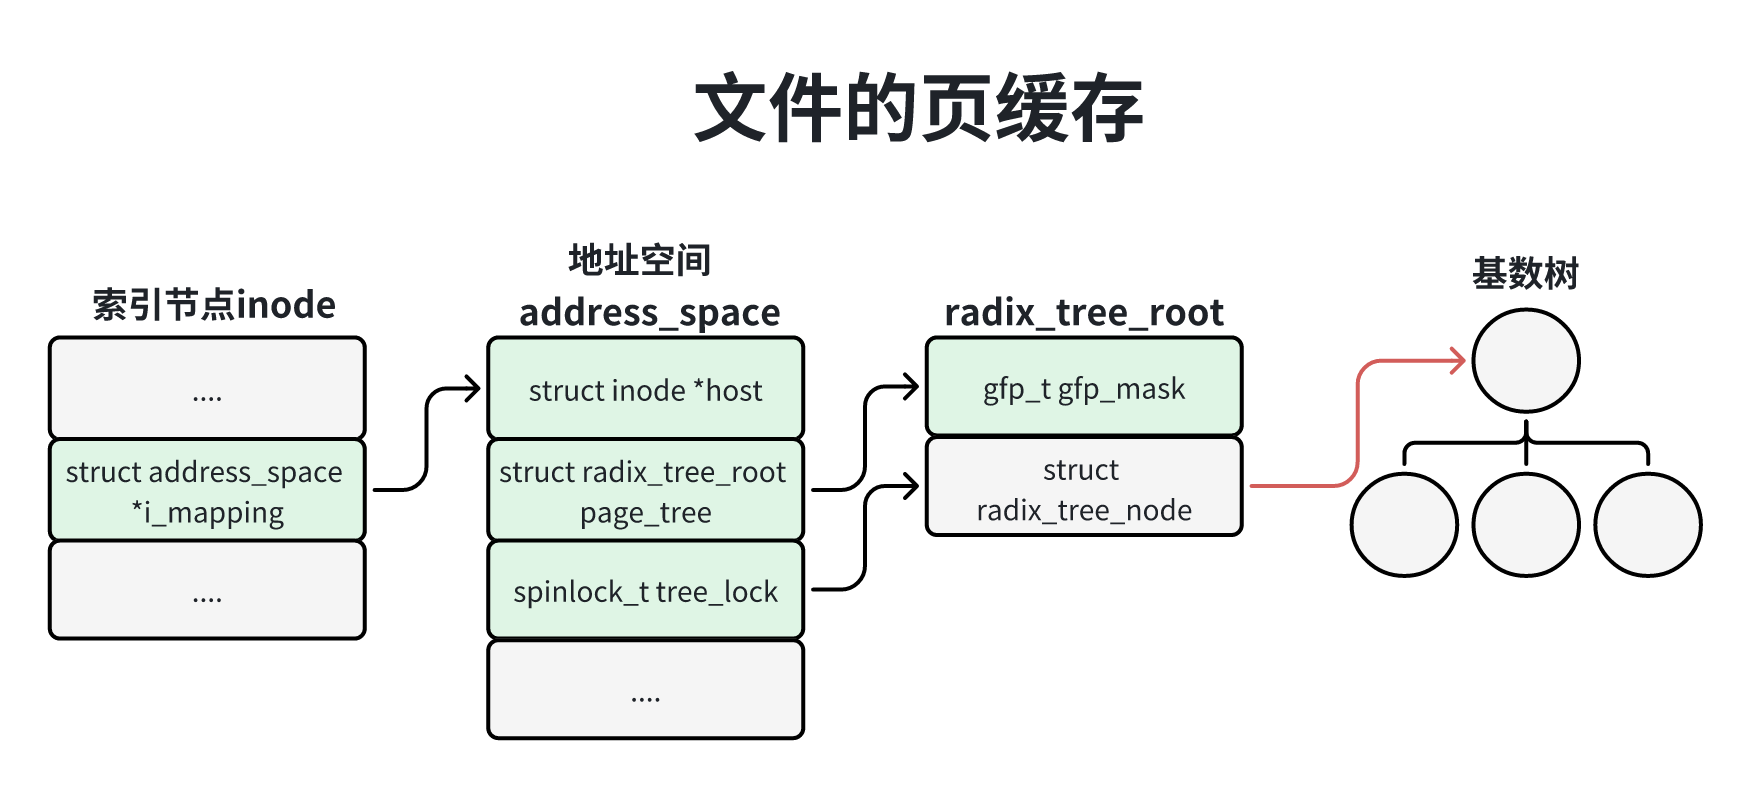 文件的页缓存
索引节点inode
....
struct address_space
*i_mapping
....
地址空间
address_space
struct inode *host
struct radix_tree_root
page_tree
spinlock_t tree_lock
....
radix_tree_root
gfp_t gfp_mask
struct
radix_tree_node
基数树